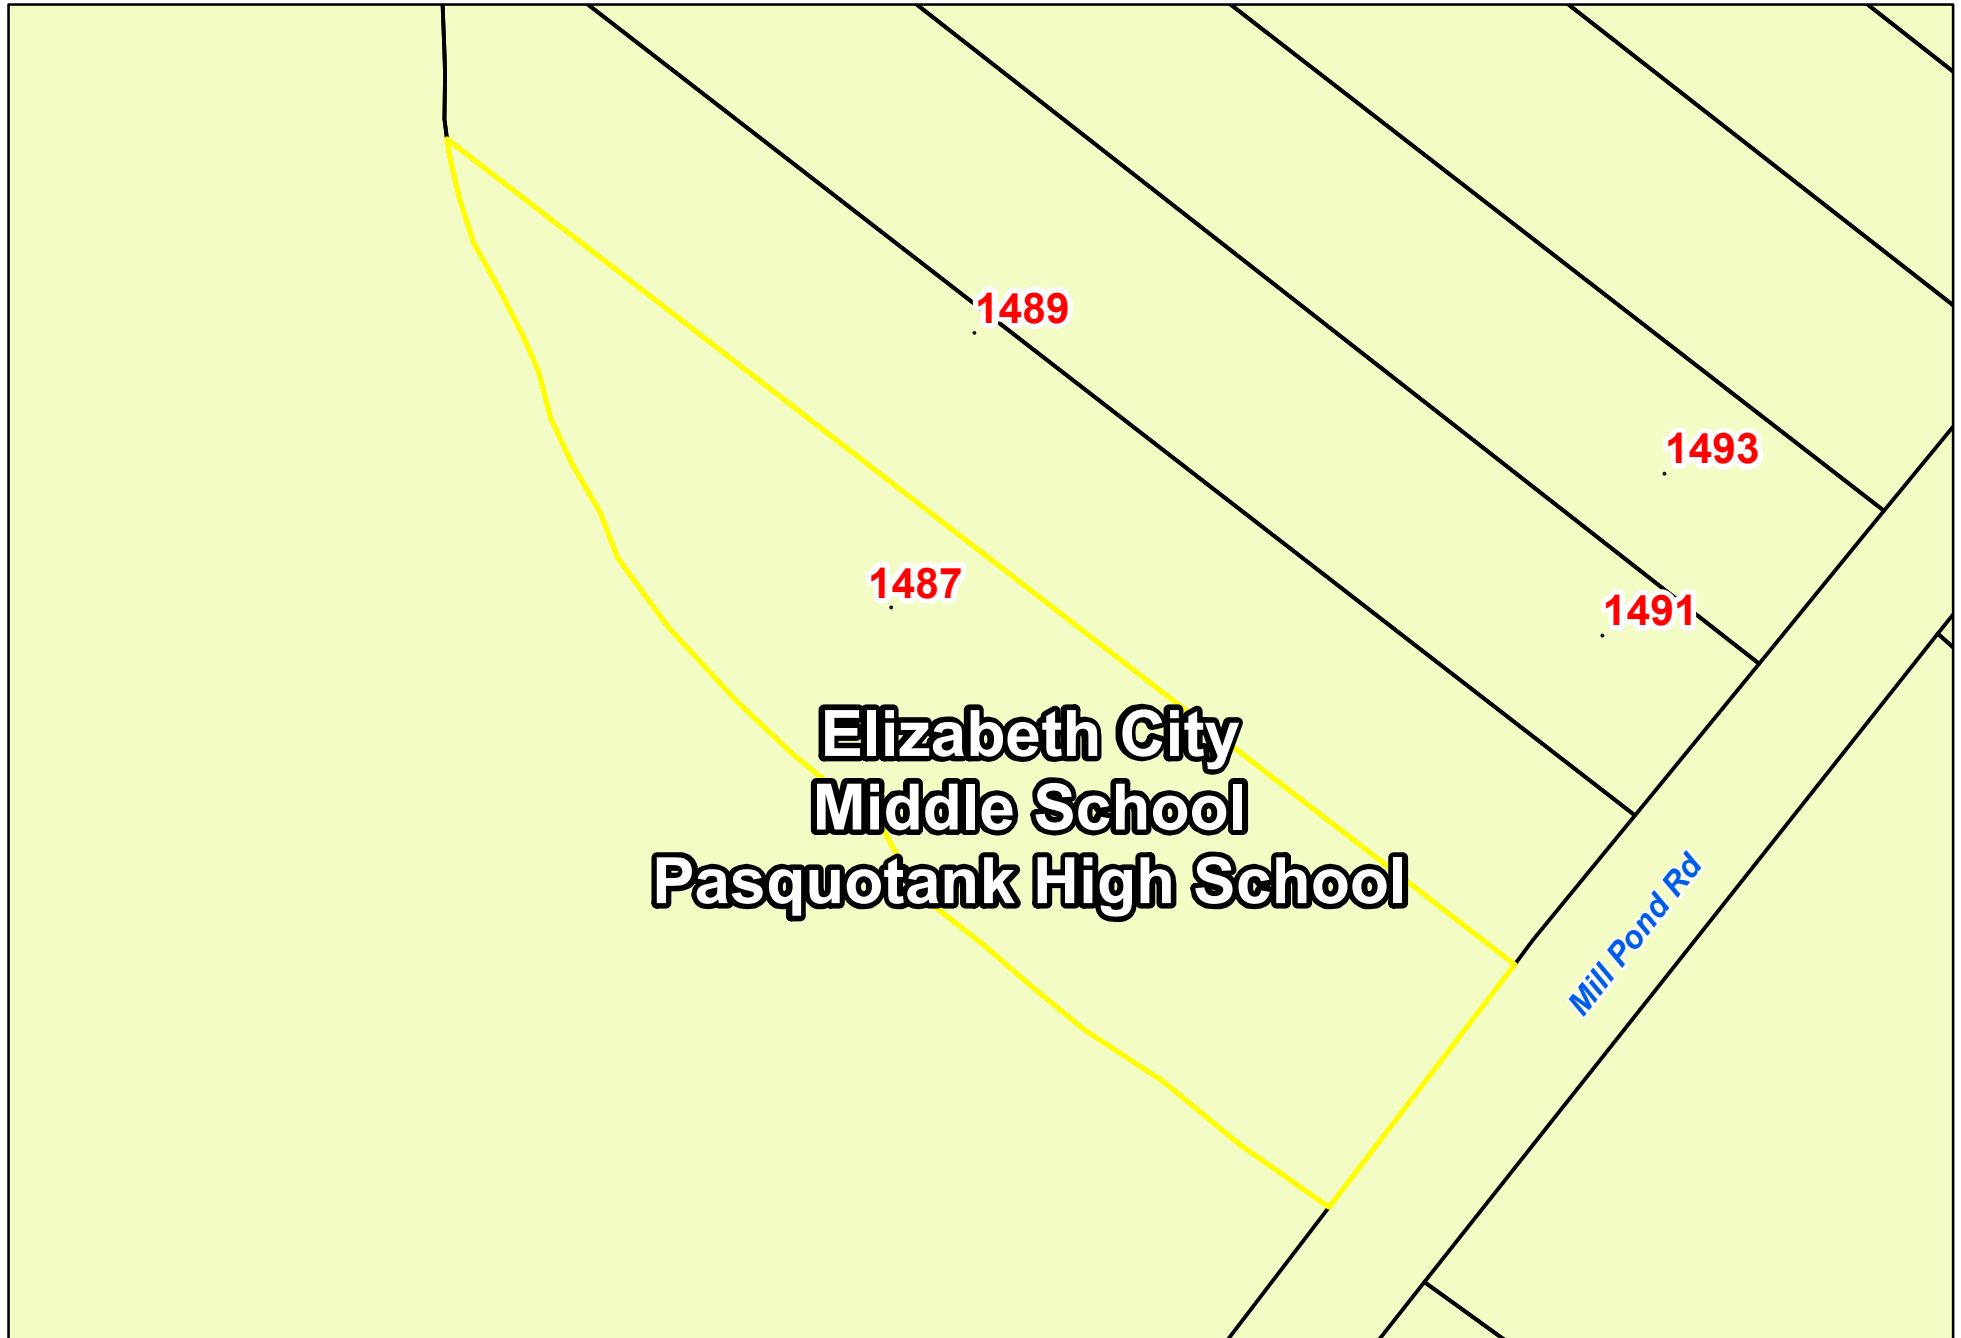 1489
1493
1487
1491
Elizabeth City
Middle School
Pasquotank High School
Mill Pond Rd